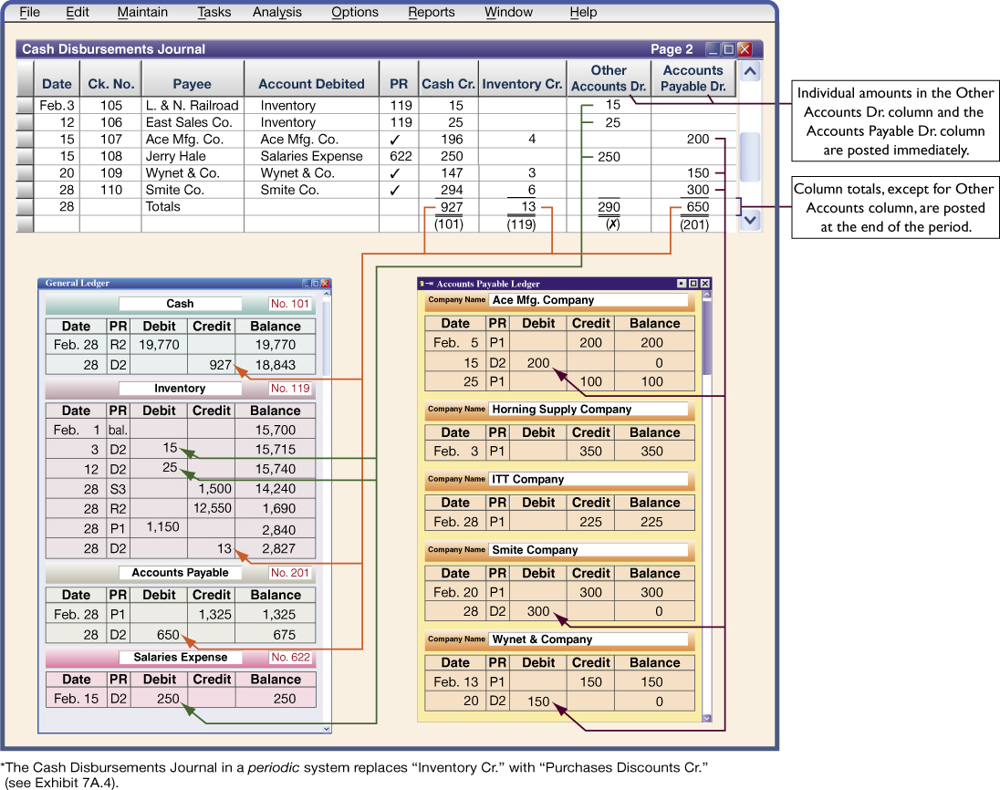 File Edit Maintain Tasks Analysis Options Reports Window Help
Cash Disbursements Journal Page 2
Date Ck. No. Payee Account Debited PR Cash Cr. Inventory Cr. Other Accounts Dr. Accounts Payable Dr.
Feb. 3 105 L. & N. Railroad Inventory 119 15 15
12 106 East Sales Co. Inventory 119 25 25
15 107 Ace Mfg. Co. Ace Mfg. Co. ✓ 196 4 200
15 108 Jerry Hale Salaries Expense 622 250 250
20 109 Wynet & Co. Wynet & Co. ✓ 147 3 150
28 110 Smite Co. Smite Co. ✓ 294 6 300
28 Totals 927 13 290 650
(101) (119) (✗) (201)
Individual amounts in the Other
Accounts Dr. column and the
Accounts Payable Dr. column
are posted immediately.
Column totals, except for Other
Accounts column, are posted
at the end of the period.
General Ledger
Cash No. 101
Date PR Debit Credit Balance
Feb. 28 R2 19,770 19,770
28 D2 927 18,843
Inventory No. 119
Date PR Debit Credit Balance
Feb. 1 bal. 15,700
3 D2 15 15,715
12 D2 25 15,740
28 S3 1,500 14,240
28 R2 12,550 1,690
28 P1 1,150 2,840
28 D2 13 2,827
Accounts Payable No. 201
Date PR Debit Credit Balance
Feb. 28 P1 1,325 1,325
28 D2 650 675
Salaries Expense No. 622
Date PR Debit Credit Balance
Feb. 15 D2 250 250
Accounts Payable Ledger
Company Name Ace Mfg. Company
Date PR Debit Credit Balance
Feb. 5 P1 200 200
15 D2 200 0
25 P1 100 100
Company Name Horning Supply Company
Date PR Debit Credit Balance
Feb. 3 P1 350 350
Company Name ITT Company
Date PR Debit Credit Balance
Feb. 28 P1 225 225
Company Name Smite Company
Date PR Debit Credit Balance
Feb. 20 P1 300 300
28 D2 300 0
Company Name Wynet & Company
Date PR Debit Credit Balance
Feb. 13 P1 150 150
20 D2 150 0
*The Cash Disbursements Journal in a periodic system replaces “Inventory Cr.” with “Purchases Discounts Cr.”
(see Exhibit 7A.4).